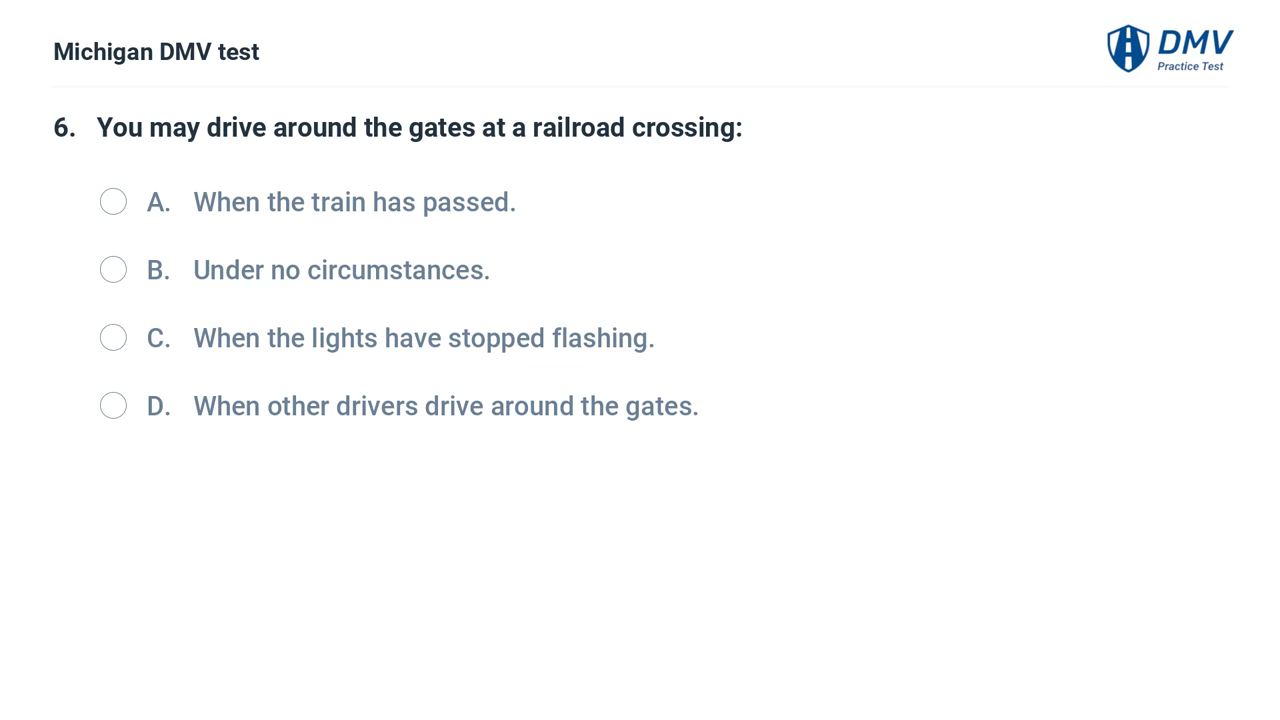 Michigan DMV test
DMV
Practice Test
6. You may drive around the gates at a railroad crossing:
A. When the train has passed.
B. Under no circumstances.
C. When the lights have stopped flashing.
D. When other drivers drive around the gates.